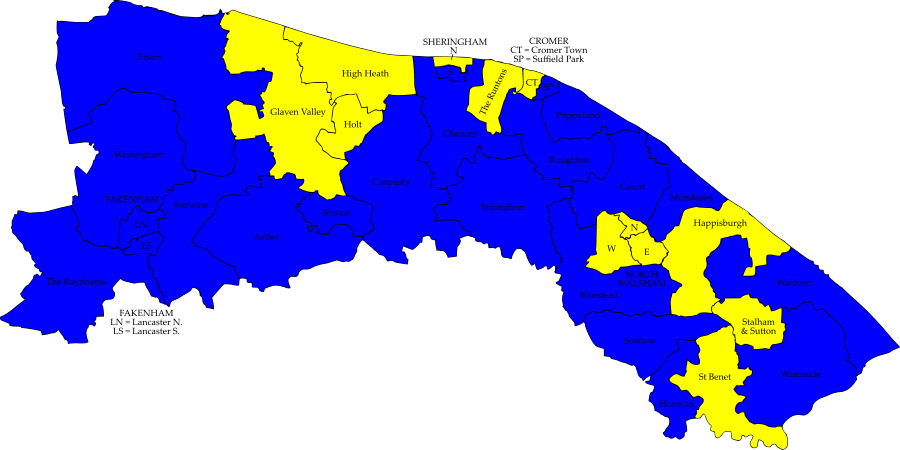 SHERINGHAM
N
CROMER
CT = Cromer Town
SP = Suffield Park
Priory
High Heath
The Runtons
CT
Glaven Valley
Holt
Poppyland
Chaucer
Walsingham
Roughton
Corpusty
Gaunt
Mundesley
FAKENHAM
Wensum
Erpingham
Briston
Happisburgh
LN
N
Astley
LS
W
E
NORTH
WALSHAM
The Raynhams
Waxham
Worstead
FAKENHAM
LN = Lancaster N.
LS = Lancaster S.
Stalham
& Sutton
Scottow
St Benet
Waterside
Hoveton